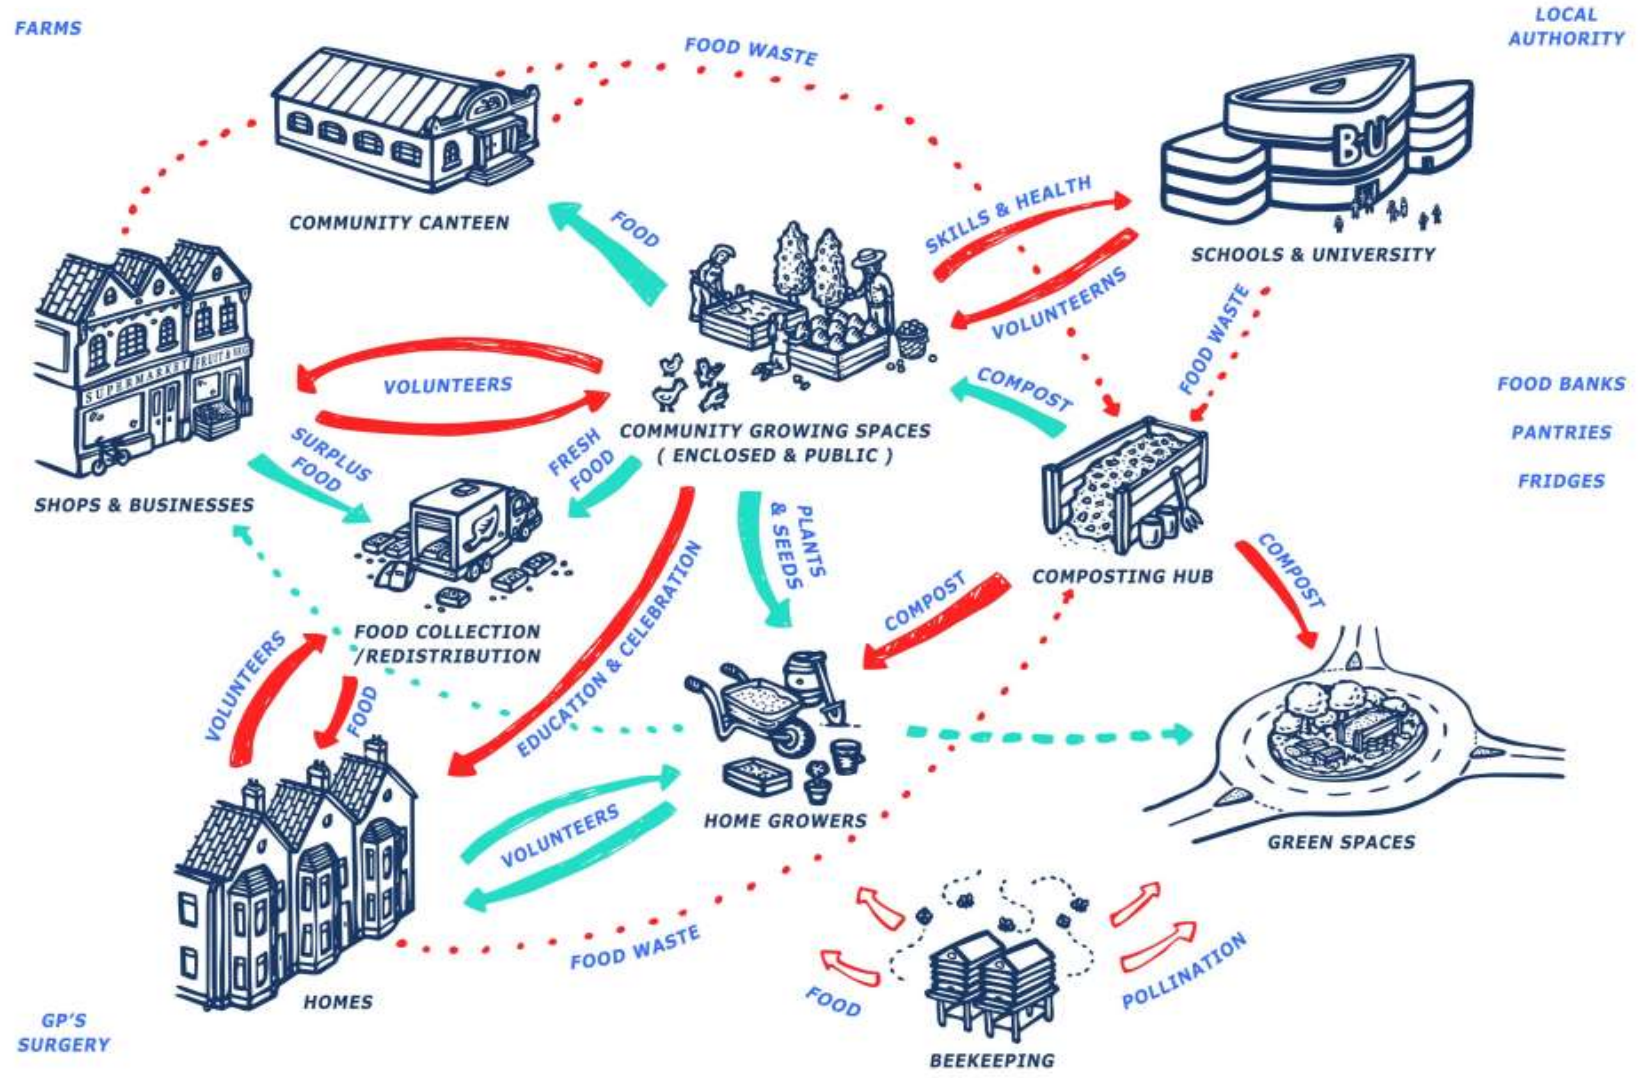 FARMS
LOCAL
AUTHORITY
FOOD WASTE
BU
COMMUNITY CANTEEN
FOOD
SKILLS & HEALTH
SCHOOLS & UNIVERSITY
VOLUNTEERNS
FOOD WASTE
SUPERMARKET
FRUIT & VEG
VOLUNTEERS
COMPOST
FOOD BANKS
PANTRIES
FRIDGES
COMMUNITY GROWING SPACES
( ENCLOSED & PUBLIC )
SURPLUS
FOOD
FRESH
FOOD
SHOPS & BUSINESSES
PLANTS
& SEEDS
COMPOSTING HUB
COMPOST
COMPOST
FOOD COLLECTION
/REDISTRIBUTION
EDUCATION & CELEBRATION
VOLUNTEERS
FOOD
HOME GROWERS
VOLUNTEERS
GREEN SPACES
FOOD WASTE
HOMES
FOOD
POLLINATION
BEEKEEPING
GP'S
SURGERY